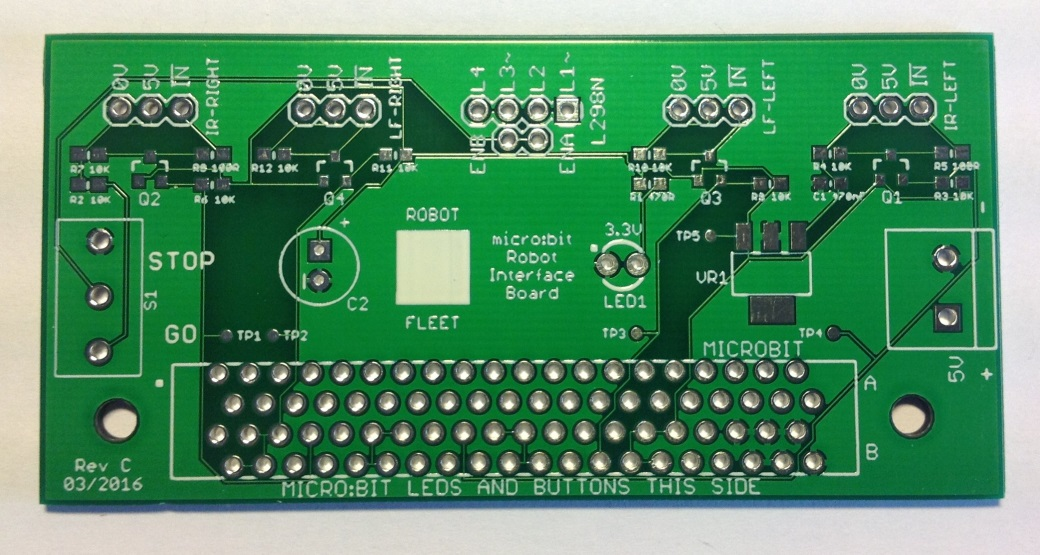 0V 5V IN IR-RIGHT
0V 5V IN LF-RIGHT
L4 L3~ L2 L1~
ENB ENA L298N
0V 5V IN LF-LEFT
0V 5V IN IR-LEFT
R7 10K
R9 100R
R12 10K
R11 10K
R10 10K
R4 10K
R5 100R
R2 10K
Q2
R6 10K
Q4
R1 470R
Q3
R8 10K
C1 470nF
Q1
R3 10K
STOP
S1
GO
TP1
TP2
+
C2
ROBOT
FLEET
micro:bit
Robot
Interface
Board
3.3V
LED1
TP3
TP5
VR1
TP4
-
5V +
MICROBIT
A
B
Rev C
03/2016
MICRO:BIT LEDS AND BUTTONS THIS SIDE